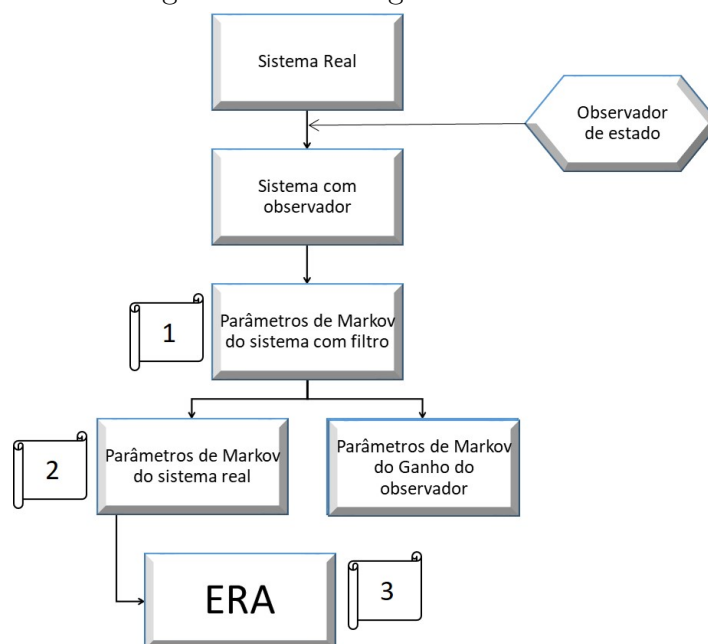 Sistema Real
Observador
de estado
Sistema com
observador
1
Parâmetros de Markov
do sistema com filtro
2
Parâmetros de Markov
do sistema real
Parâmetros de Markov
do Ganho do
observador
ERA
3